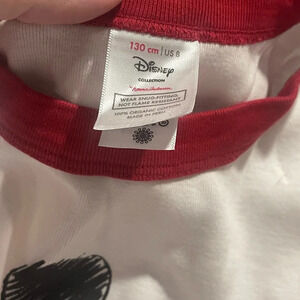 130 cm | US 8
Disney
COLLECTION
Hanna Andersson
WEAR SNUG-FITTING,
NOT FLAME RESISTANT
100% ORGANIC COTTON
MADE IN PERU